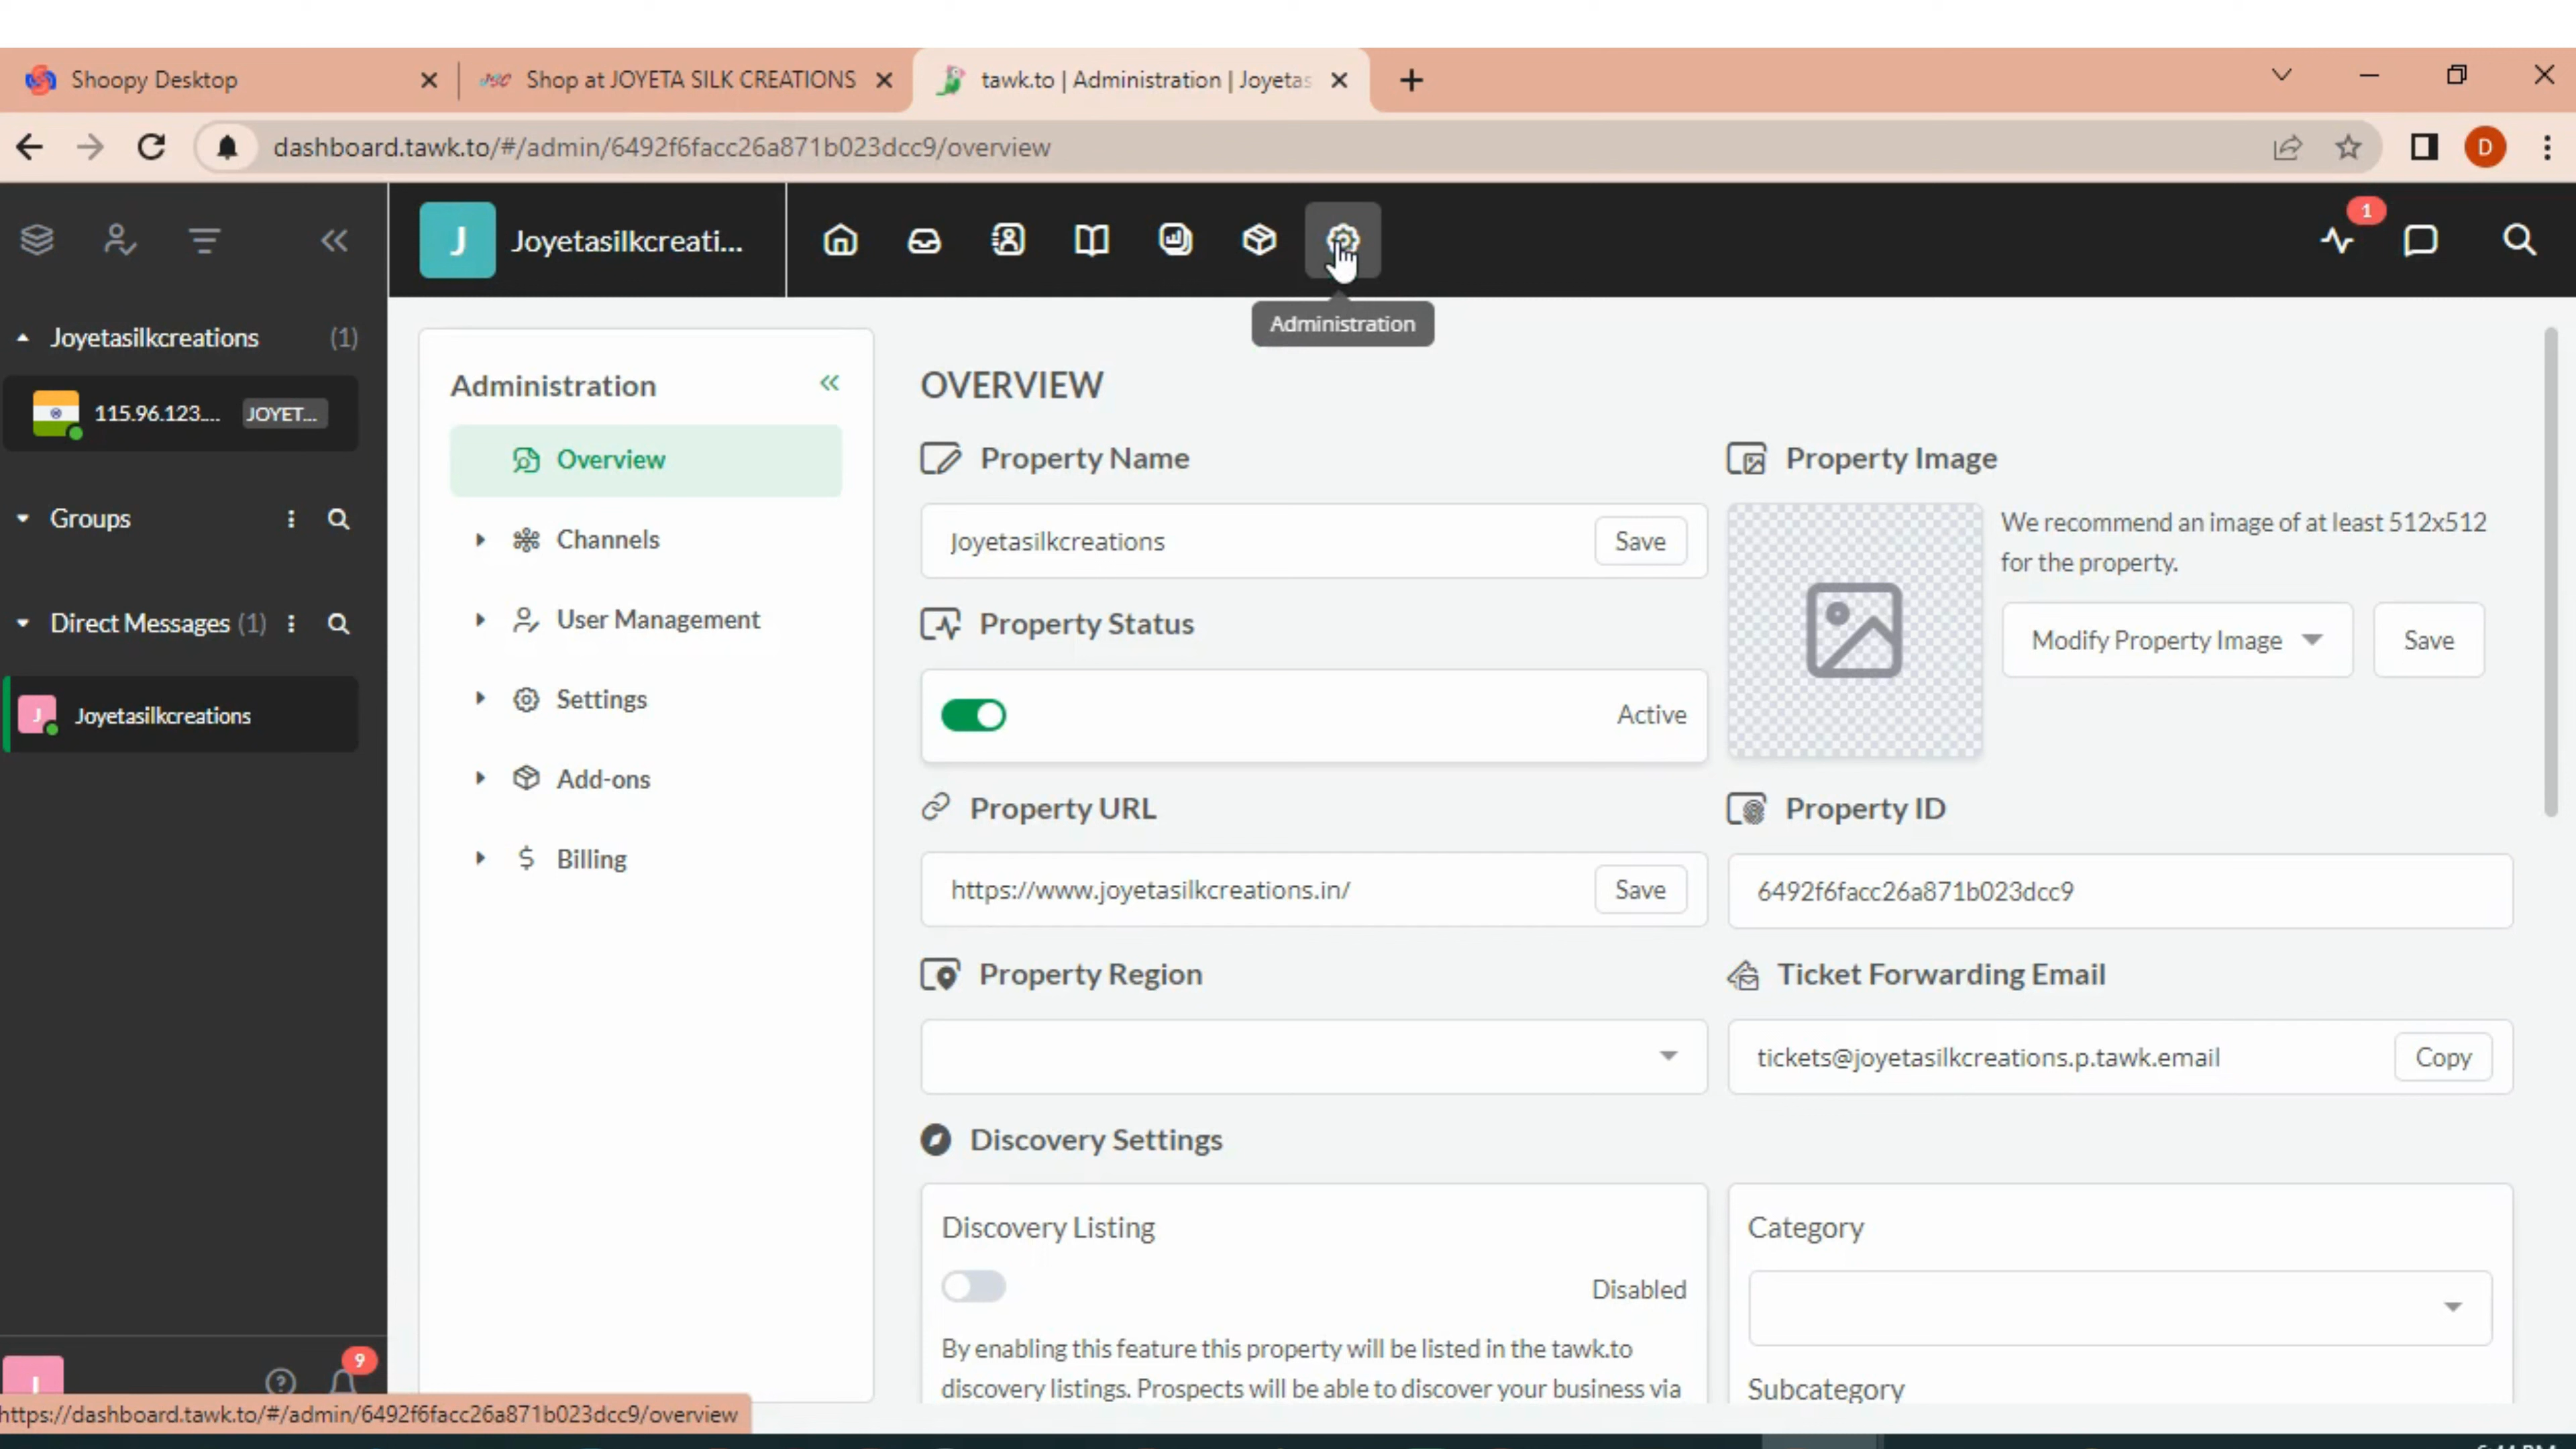 Shoopy Desktop
JSC Shop at JOYETA SILK CREATIONS
tawk.to | Administration | Joyetas
dashboard.tawk.to/#/admin/6492f6facc26a871b023dcc9/overview
D
J Joyetasilkcreati...
1
Administration
Joyetasilkcreations (1)
115.96.123.... JOYET...
Groups
Direct Messages (1)
J Joyetasilkcreations
9
https://dashboard.tawk.to/#/admin/6492f6facc26a871b023dcc9/overview
Administration
Overview
Channels
User Management
Settings
Add-ons
Billing
OVERVIEW
Property Name
Joyetasilkcreations Save
Property Status
Active
Property URL
https://www.joyetasilkcreations.in/ Save
Property Region
Discovery Settings
Discovery Listing
Disabled
By enabling this feature this property will be listed in the tawk.to
discovery listings. Prospects will be able to discover your business via
Property Image
We recommend an image of at least 512x512
for the property.
Modify Property Image Save
Property ID
6492f6facc26a871b023dcc9
Ticket Forwarding Email
tickets@joyetasilkcreations.p.tawk.email Copy
Category
Subcategory